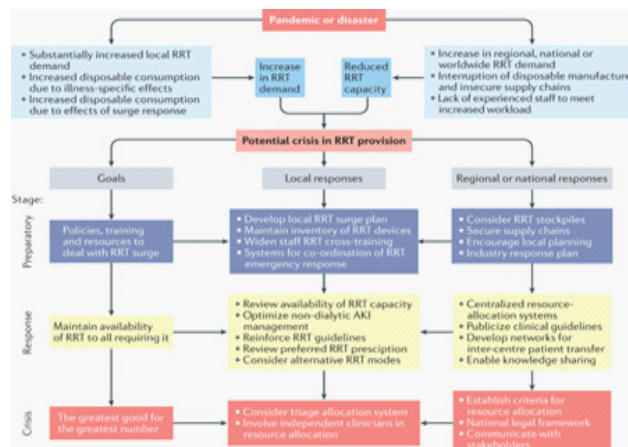 Pandemic or disaster
• Substantially increased local RRT
demand
• Increased disposable consumption
due to illness-specific effects
• Increased disposable consumption
due to effects of surge response
Increase
in RRT
demand
Reduced
RRT
capacity
• Increase in regional, national or
worldwide RRT demand
• Interruption of disposable manufacture
and insecure supply chains
• Lack of experienced staff to meet
increased workload
Potential crisis in RRT provision
Goals
Local responses
Regional or national responses
Stage:
Preparatory
Policies, training
and resources to
deal with RRT surge
• Develop local RRT surge plan
• Maintain inventory of RRT devices
• Widen staff RRT cross-training
• Systems for co-ordination of RRT
emergency response
• Consider RRT stockpiles
• Secure supply chains
• Encourage local planning
• Industry response plan
Response
Maintain availability
of RRT to all requiring it
• Review availability of RRT capacity
• Optimize non-dialytic AKI
management
• Reinforce RRT guidelines
• Review preferred RRT presciption
• Consider alternative RRT modes
• Centralized resource-
allocation systems
• Publicize clinical guidelines
• Develop networks for
inter-centre patient transfer
• Enable knowledge sharing
Crisis
The greatest good for
the greatest number
• Consider triage allocation system
• Involve independent clinicians in
resource allocation
• Establish criteria for
resource allocation
• National legal framework
• Communicate with
stakeholders